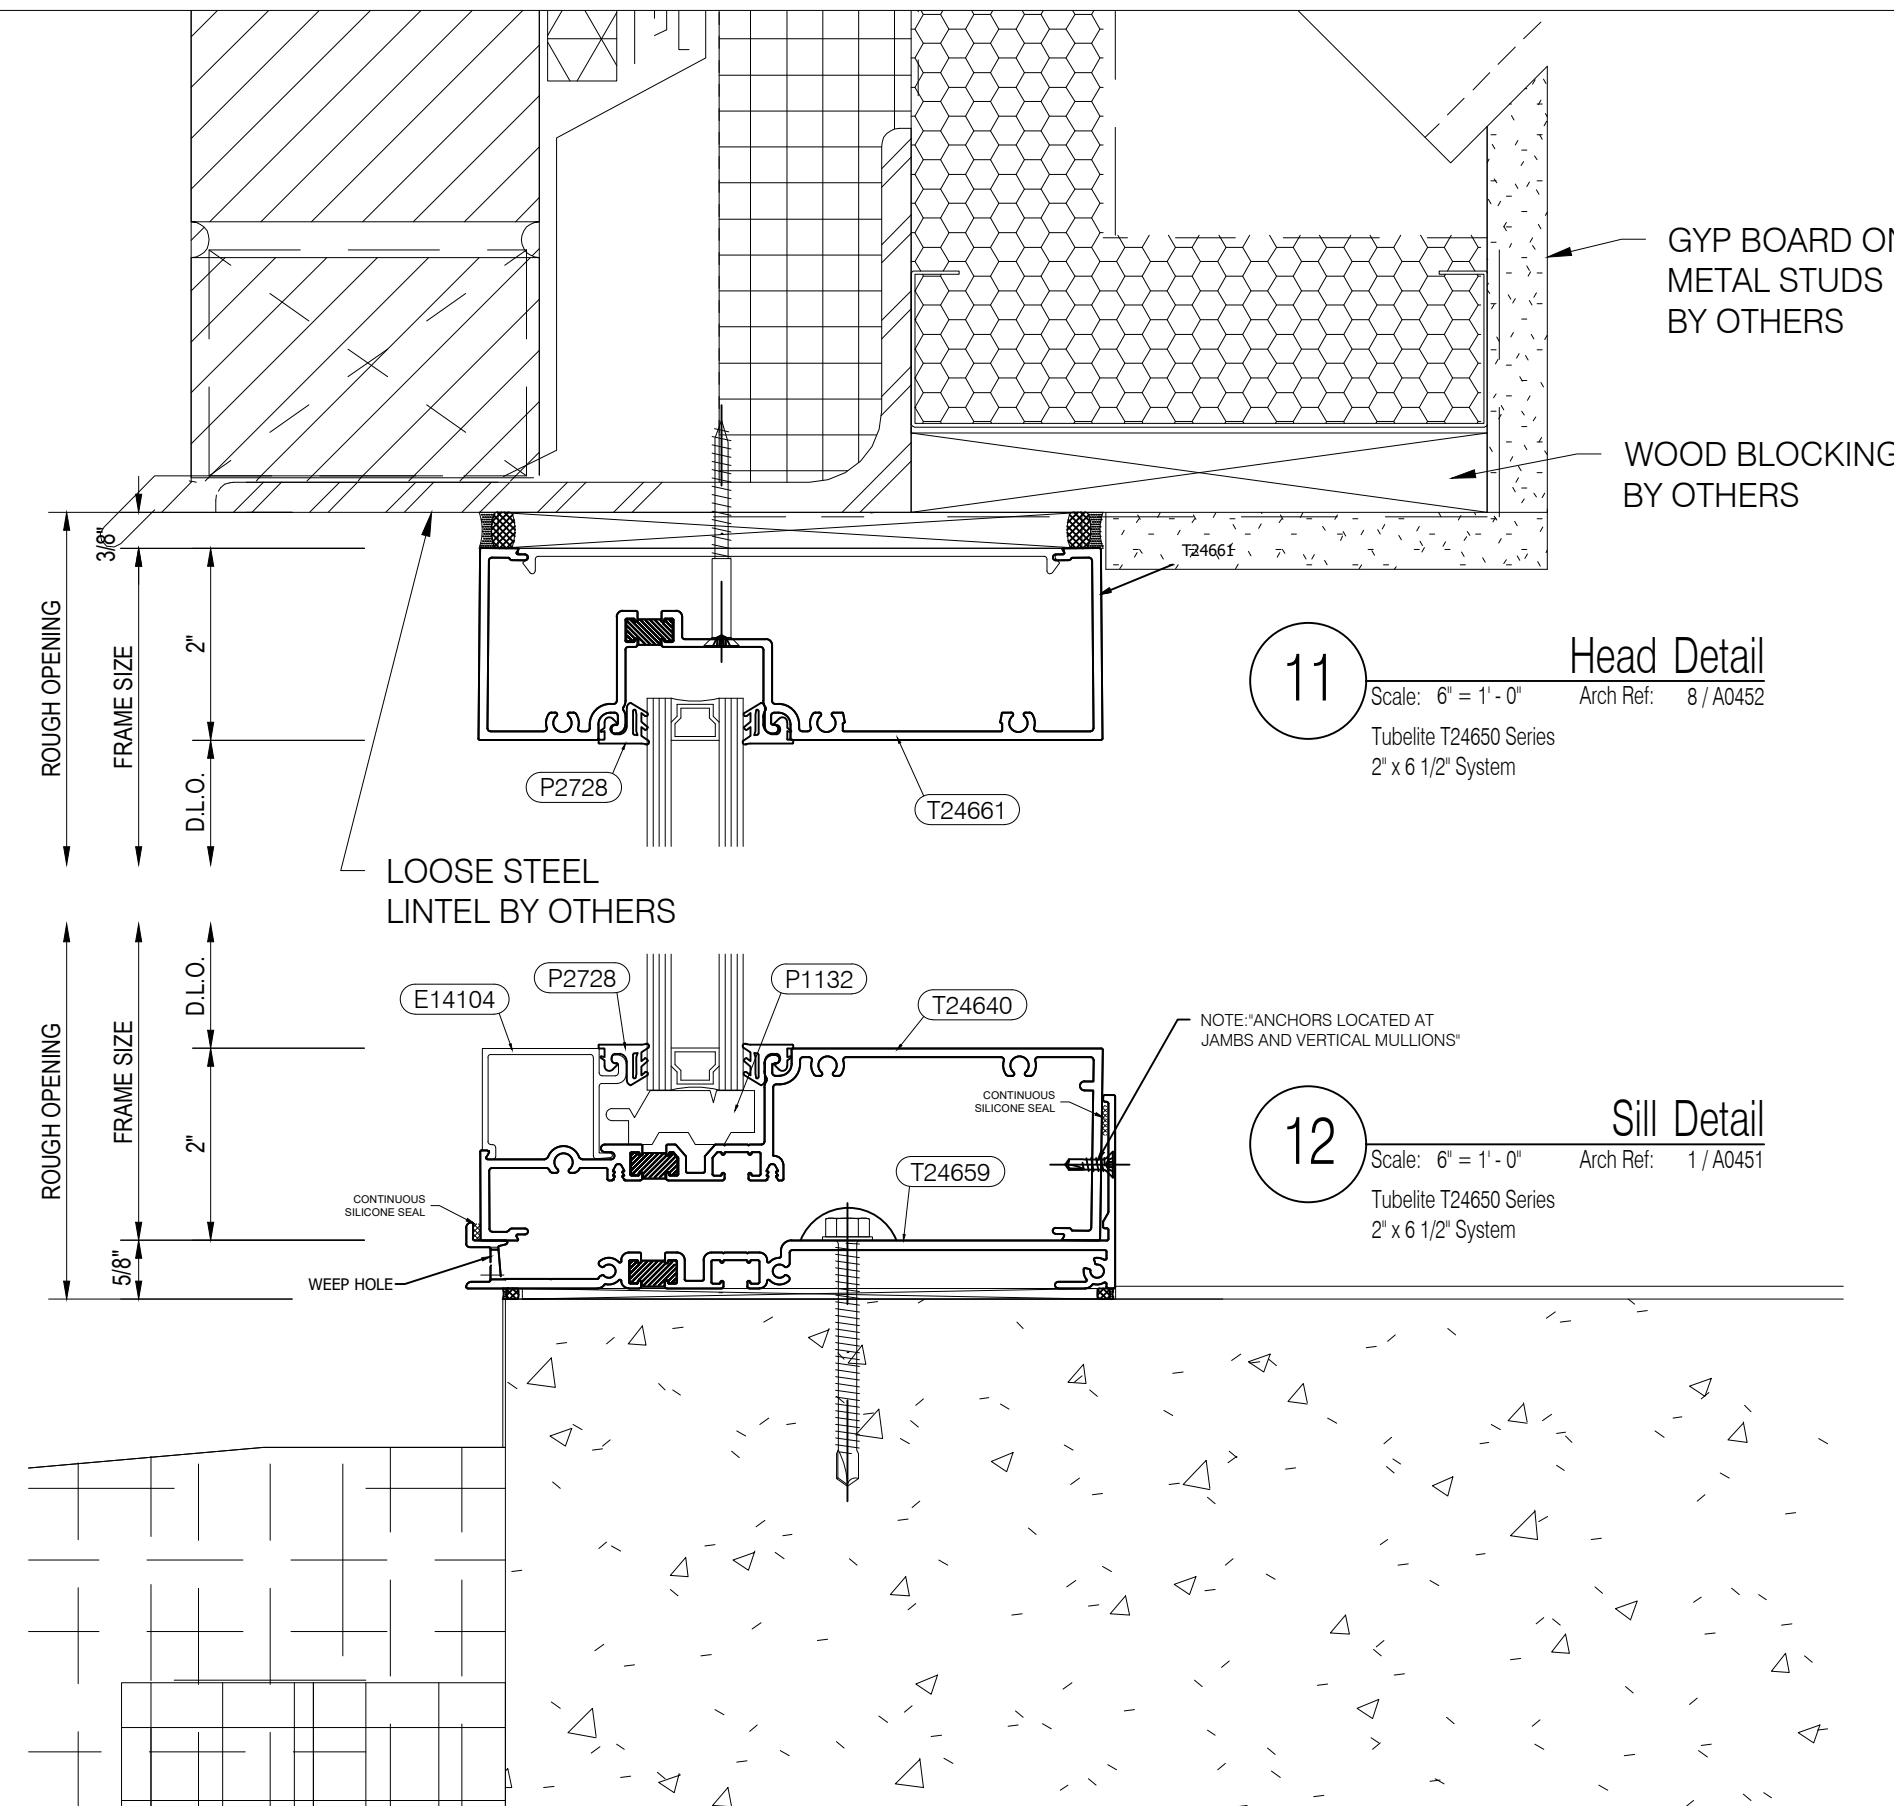 GYP BOARD ON
METAL STUDS
BY OTHERS
WOOD BLOCKING
BY OTHERS
3/8"
ROUGH OPENING
FRAME SIZE
2"
D.L.O.
T24661
11
Head Detail
Scale: 6" = 1' - 0"
Arch Ref: 8 / A0452
Tubelite T24650 Series
2" x 6 1/2" System
P2728
T24661
LOOSE STEEL
LINTEL BY OTHERS
ROUGH OPENING
FRAME SIZE
D.L.O.
2"
5/8"
E14104
P2728
P1132
T24640
NOTE:"ANCHORS LOCATED AT
JAMBS AND VERTICAL MULLIONS"
CONTINUOUS
SILICONE SEAL
12
Sill Detail
Scale: 6" = 1' - 0"
Arch Ref: 1 / A0451
Tubelite T24650 Series
2" x 6 1/2" System
T24659
CONTINUOUS
SILICONE SEAL
WEEP HOLE